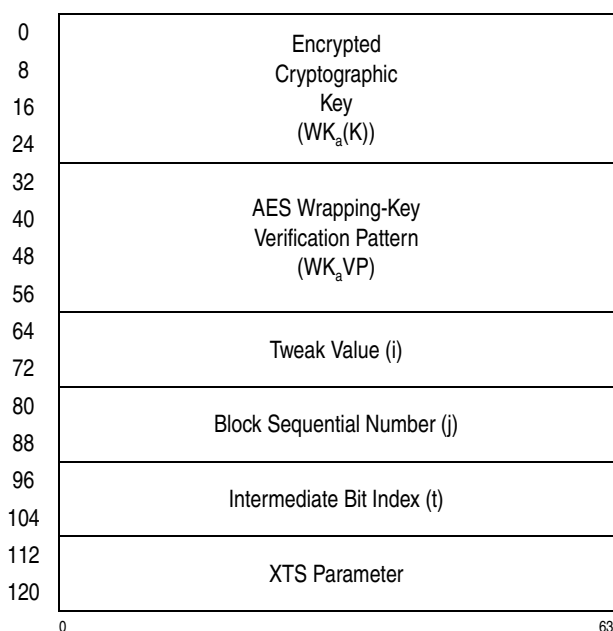 0
8
16
24
Encrypted
Cryptographic
Key
(WKa(K))
32
40
48
56
AES Wrapping-Key
Verification Pattern
(WKaVP)
64
72
Tweak Value (i)
80
88
Block Sequential Number (j)
96
104
Intermediate Bit Index (t)
112
120
XTS Parameter
0 63